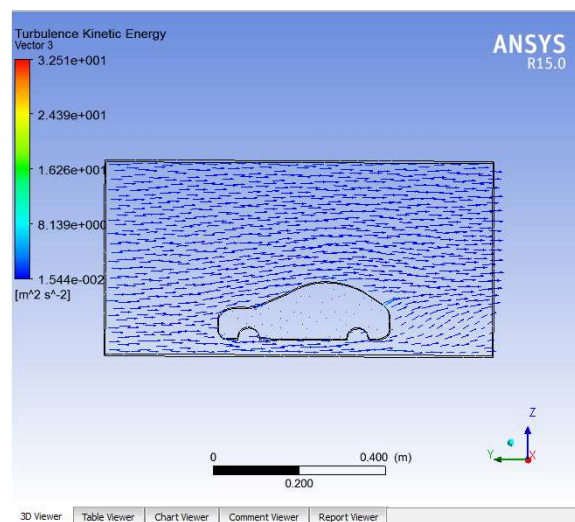 Turbulence Kinetic Energy
Vector 3
3.251e+001
2.439e+001
1.626e+001
8.139e+000
1.544e-002
[m^2 s^-2]
ANSYS
R15.0
Z
Y
X
0
0.400 (m)
0.200
3D Viewer
Table Viewer
Chart Viewer
Comment Viewer
Report Viewer